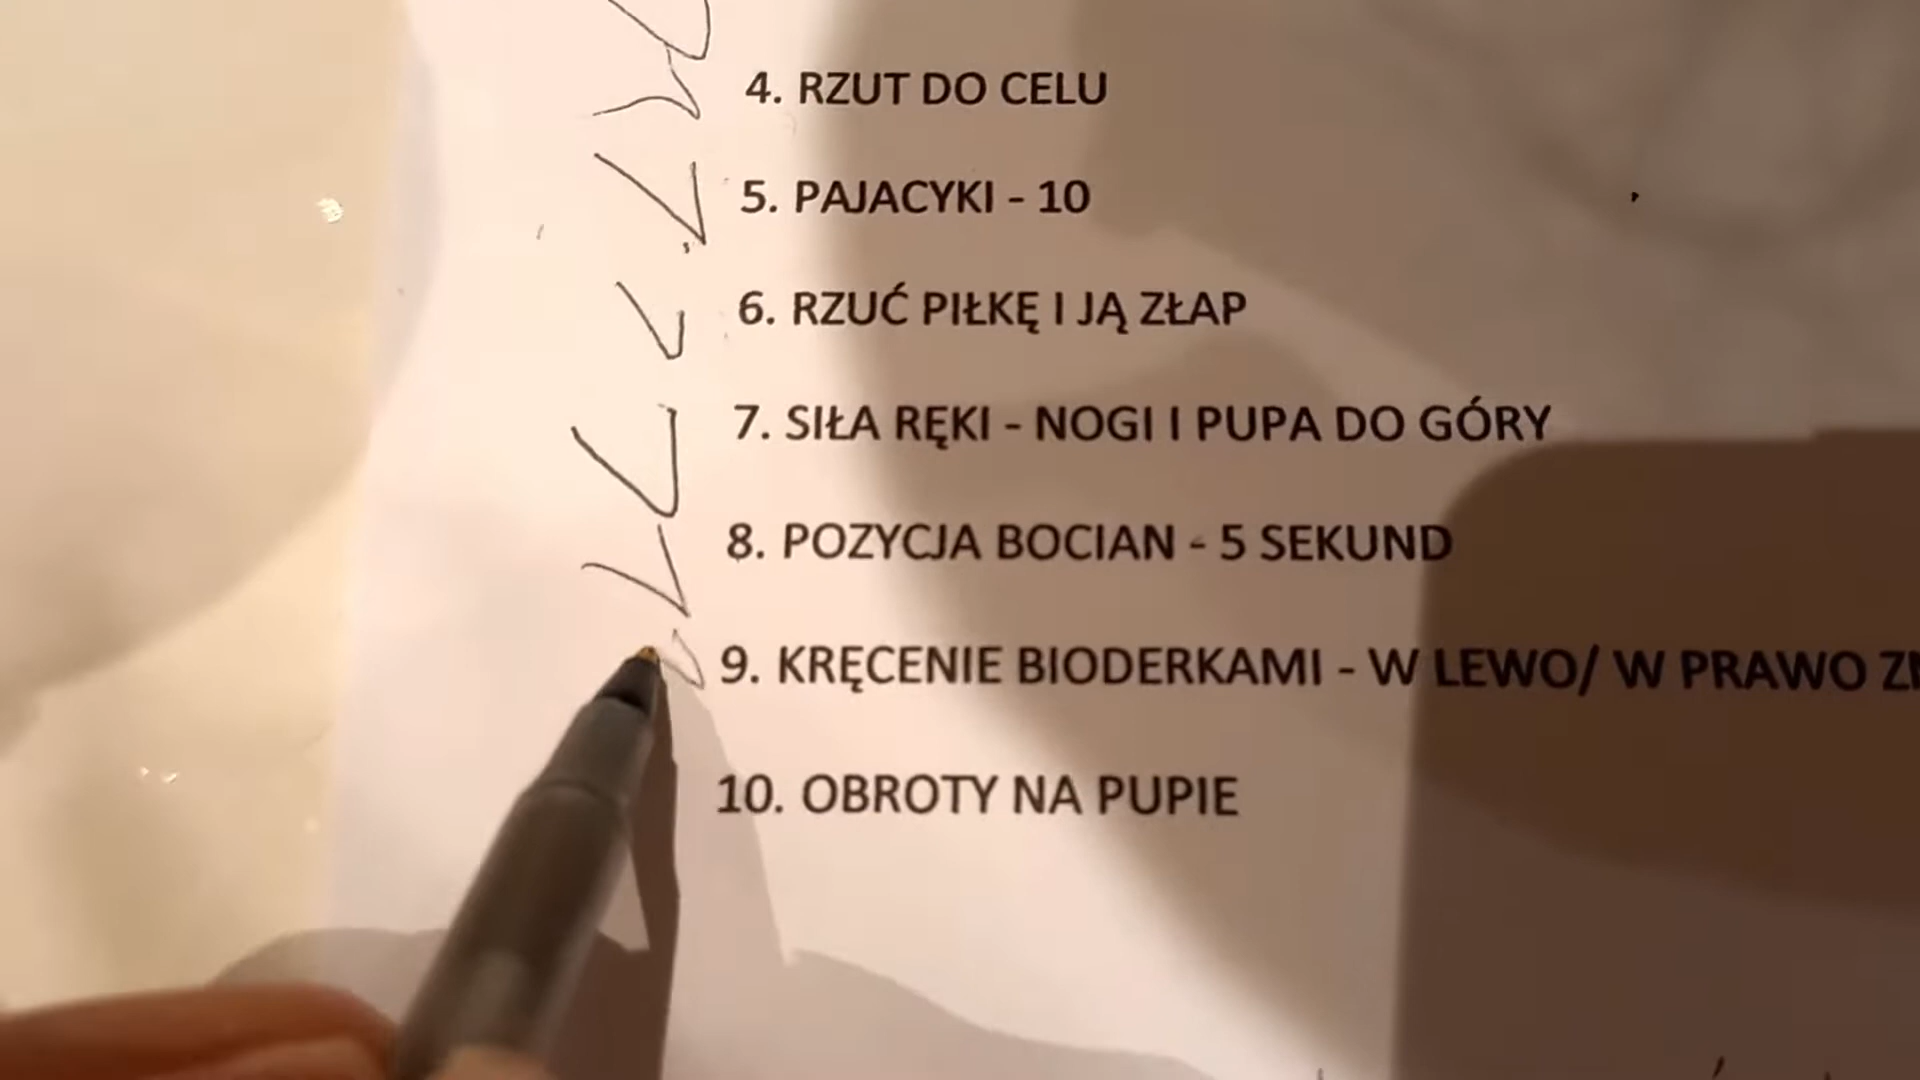 4. RZUT DO CELU
5. PAJACYKI - 10
6. RZUĆ PIŁKĘ I JĄ ZŁAP
7. SIŁA RĘKI - NOGI I PUPA DO GÓRY
8. POZYCJA BOCIAN - 5 SEKUND
9. KRĘCENIE BIODERKAMI - W LEWO/ W PRAWO
10. OBROTY NA PUPIE